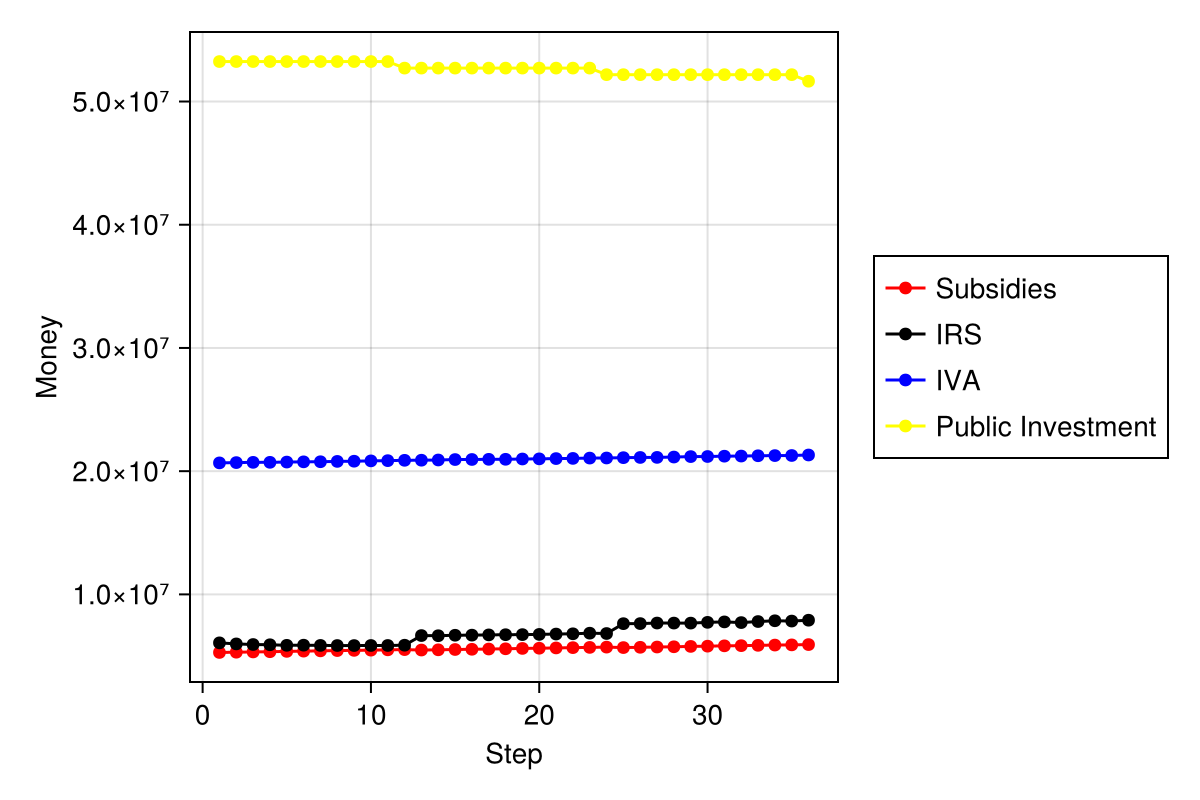 5.0×10⁷
4.0×10⁷
3.0×10⁷
2.0×10⁷
1.0×10⁷
Money
0 10 20 30
Step
Subsidies
IRS
IVA
Public Investment